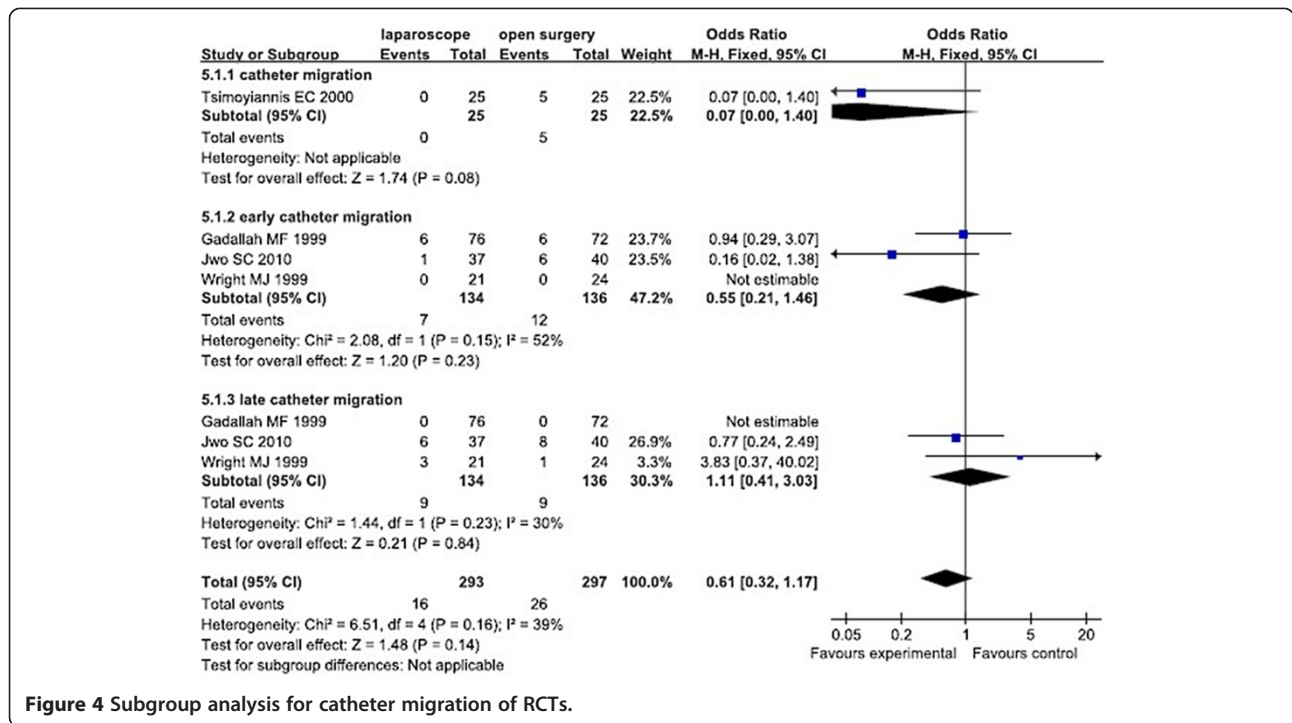 laparoscope open surgery Odds Ratio Odds Ratio
Study or Subgroup Events Total Events Total Weight M-H, Fixed, 95% CI M-H, Fixed, 95% CI
5.1.1 catheter migration
Tsimoyiannis EC 2000 0 25 5 25 22.5% 0.07 [0.00, 1.40]
Subtotal (95% CI) 25 25 22.5% 0.07 [0.00, 1.40]
Total events 0 5
Heterogeneity: Not applicable
Test for overall effect: Z = 1.74 (P = 0.08)
5.1.2 early catheter migration
Gadallah MF 1999 6 76 6 72 23.7% 0.94 [0.29, 3.07]
Jwo SC 2010 1 37 6 40 23.5% 0.16 [0.02, 1.38]
Wright MJ 1999 0 21 0 24 Not estimable
Subtotal (95% CI) 134 136 47.2% 0.55 [0.21, 1.46]
Total events 7 12
Heterogeneity: Chi² = 2.08, df = 1 (P = 0.15); I² = 52%
Test for overall effect: Z = 1.20 (P = 0.23)
5.1.3 late catheter migration
Gadallah MF 1999 0 76 0 72 Not estimable
Jwo SC 2010 6 37 8 40 26.9% 0.77 [0.24, 2.49]
Wright MJ 1999 3 21 1 24 3.3% 3.83 [0.37, 40.02]
Subtotal (95% CI) 134 136 30.3% 1.11 [0.41, 3.03]
Total events 9 9
Heterogeneity: Chi² = 1.44, df = 1 (P = 0.23); I² = 30%
Test for overall effect: Z = 0.21 (P = 0.84)
Total (95% CI) 293 297 100.0% 0.61 [0.32, 1.17]
Total events 16 26
Heterogeneity: Chi² = 6.51, df = 4 (P = 0.16); I² = 39%
Test for overall effect: Z = 1.48 (P = 0.14)
Test for subgroup differences: Not applicable
0.05 0.2 1 5 20
Favours experimental Favours control
Figure 4 Subgroup analysis for catheter migration of RCTs.